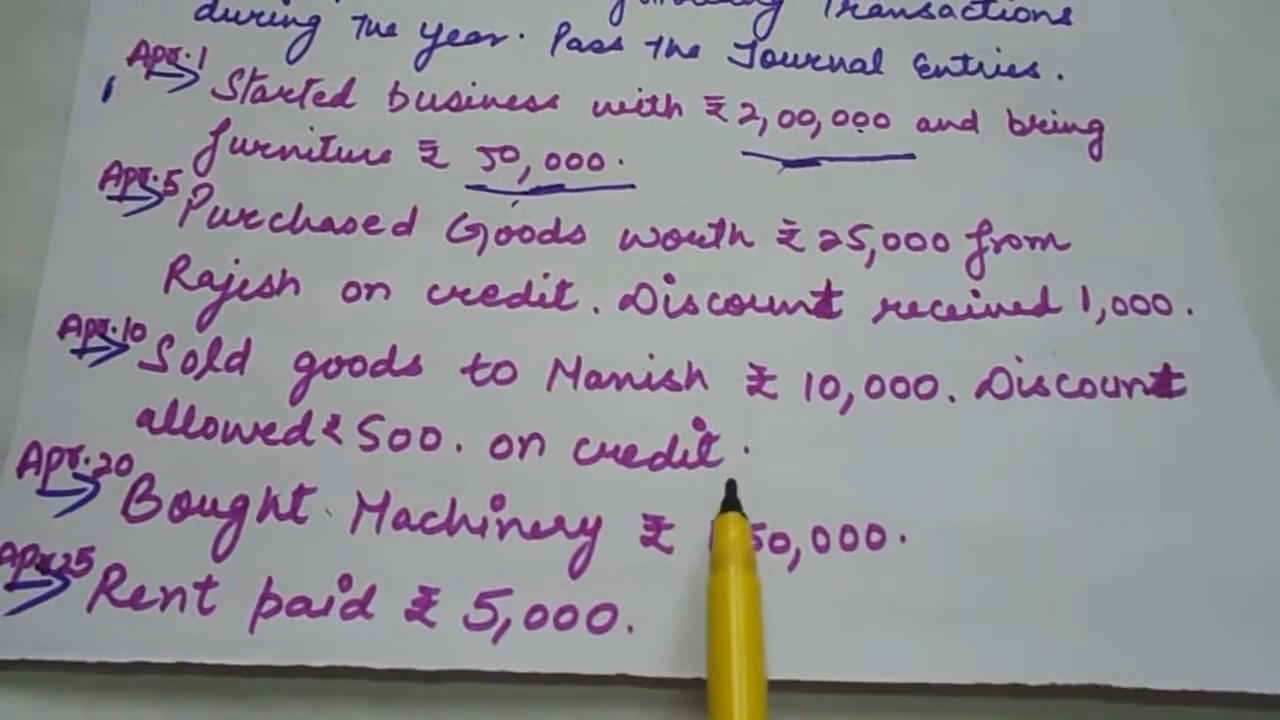 Transactions
during The year. Pass the Journal Entries.
Apr.1
Started business with ₹2,00,000 and bring
furniture ₹ 50,000.
Apr.5
Purchased Goods worth ₹25,000 from
Rajesh on credit. Discount received 1,000.
Apr.10
Sold goods to Manish ₹ 10,000. Discount
allowed ₹ 500. on credit.
Apr.20
Bought Machinery ₹ 50,000.
Apr.25
Rent paid ₹ 5,000.